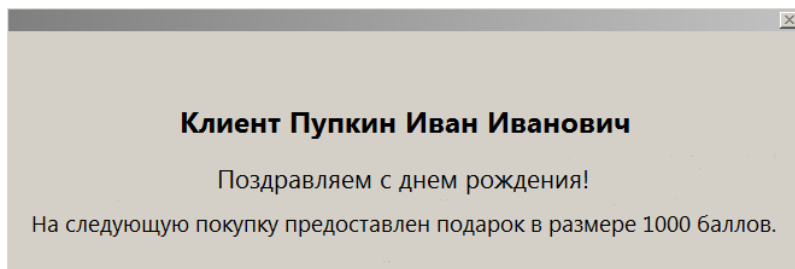 Клиент Пупкин Иван Иванович
Поздравляем с днем рождения!
На следующую покупку предоставлен подарок в размере 1000 баллов.